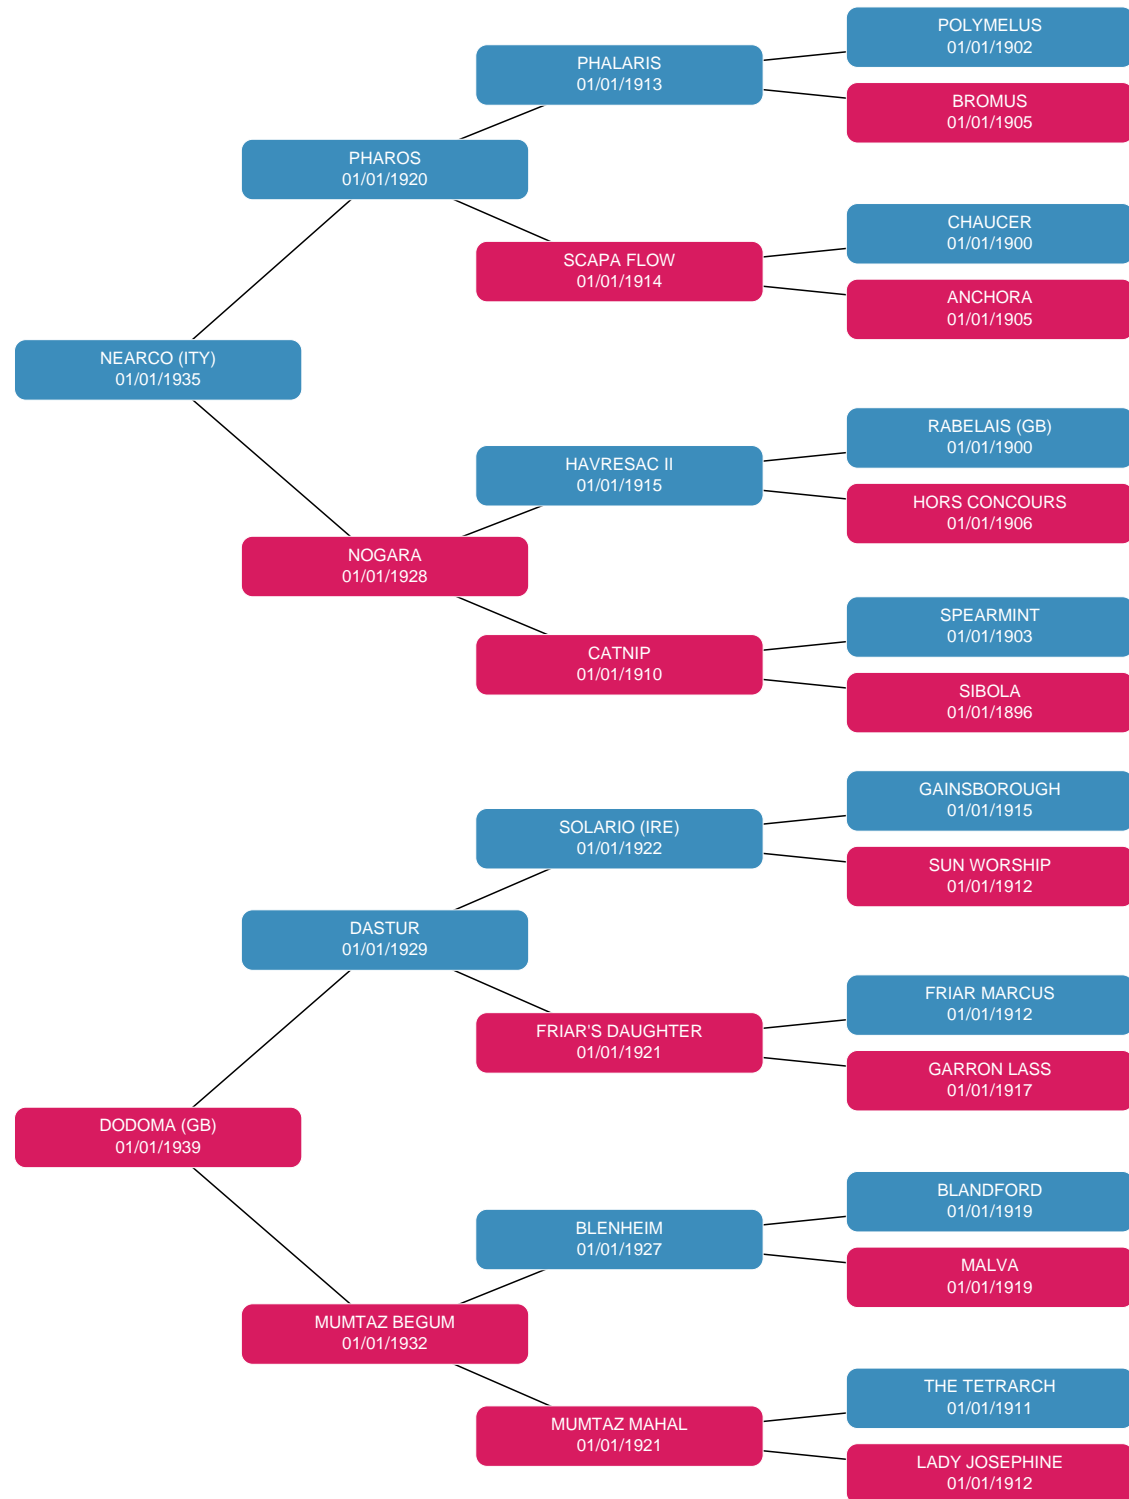 POLYMELUS
01/01/1902
PHALARIS
01/01/1913
BROMUS
01/01/1905
PHAROS
01/01/1920
CHAUCER
01/01/1900
SCAPA FLOW
01/01/1914
ANCHORA
01/01/1905
NEARCO (ITY)
01/01/1935
RABELAIS (GB)
01/01/1900
HAVRESAC II
01/01/1915
HORS CONCOURS
01/01/1906
NOGARA
01/01/1928
SPEARMINT
01/01/1903
CATNIP
01/01/1910
SIBOLA
01/01/1896
GAINSBOROUGH
01/01/1915
SOLARIO (IRE)
01/01/1922
SUN WORSHIP
01/01/1912
DASTUR
01/01/1929
FRIAR MARCUS
01/01/1912
FRIAR'S DAUGHTER
01/01/1921
GARRON LASS
01/01/1917
DODOMA (GB)
01/01/1939
BLANDFORD
01/01/1919
BLENHEIM
01/01/1927
MALVA
01/01/1919
MUMTAZ BEGUM
01/01/1932
THE TETRARCH
01/01/1911
MUMTAZ MAHAL
01/01/1921
LADY JOSEPHINE
01/01/1912